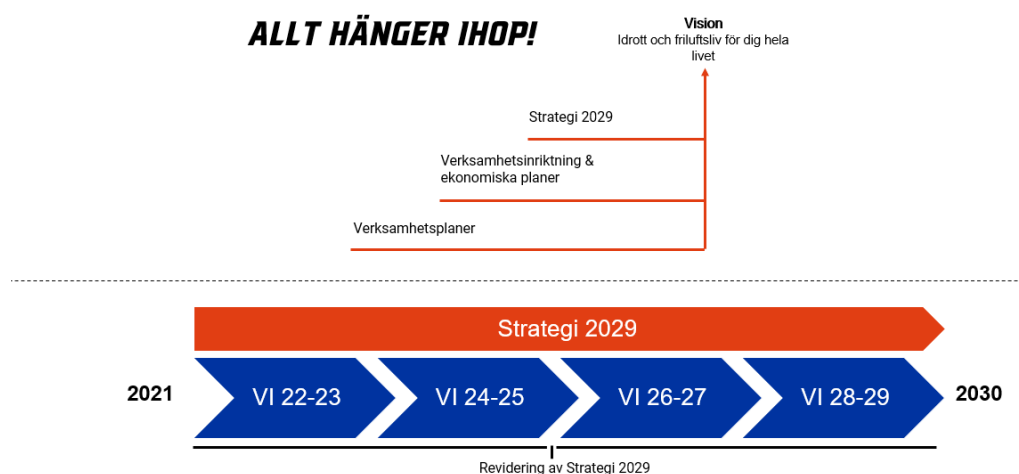 ALLT HÄNGER IHOP!
Vision
Idrott och friluftsliv för dig hela
livet
Strategi 2029
Verksamhetsinriktning &
ekonomiska planer
Verksamhetsplaner
Strategi 2029
2021
VI 22-23
VI 24-25
VI 26-27
VI 28-29
2030
Revidering av Strategi 2029